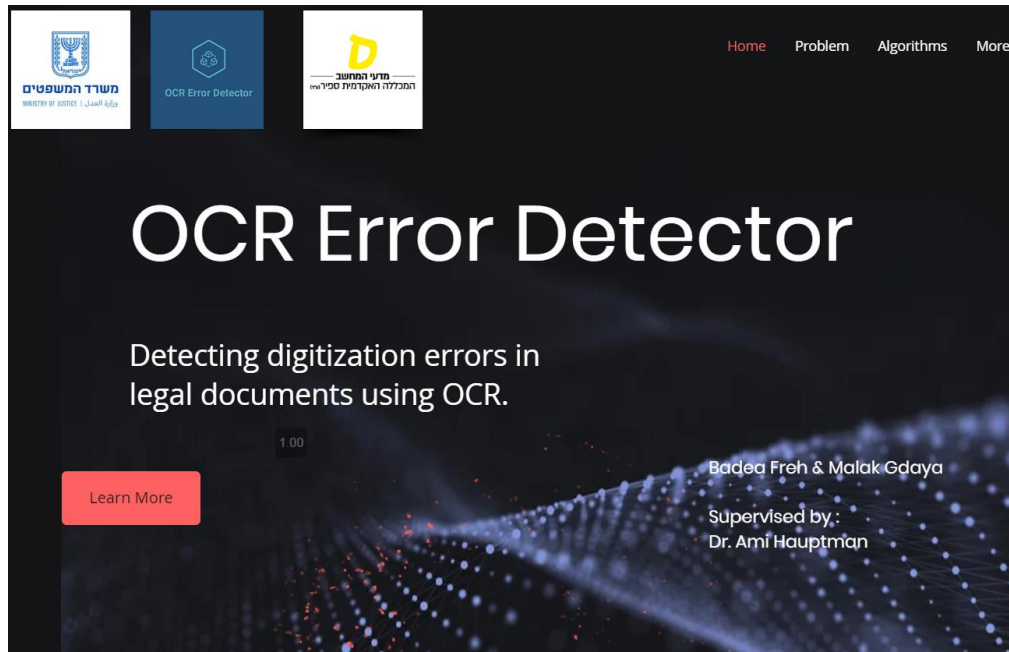 משרד המשפטים
MINISTRY OF JUSTICE | وزارة العدل
OCR Error Detector
מדעי המחשב
המכללה האקדמית ספיר (ער)
Home
Problem
Algorithms
More
OCR Error Detector
Detecting digitization errors in
legal documents using OCR.
1.00
Learn More
Badea Freh & Malak Gdaya
Supervised by :
Dr. Ami Hauptman